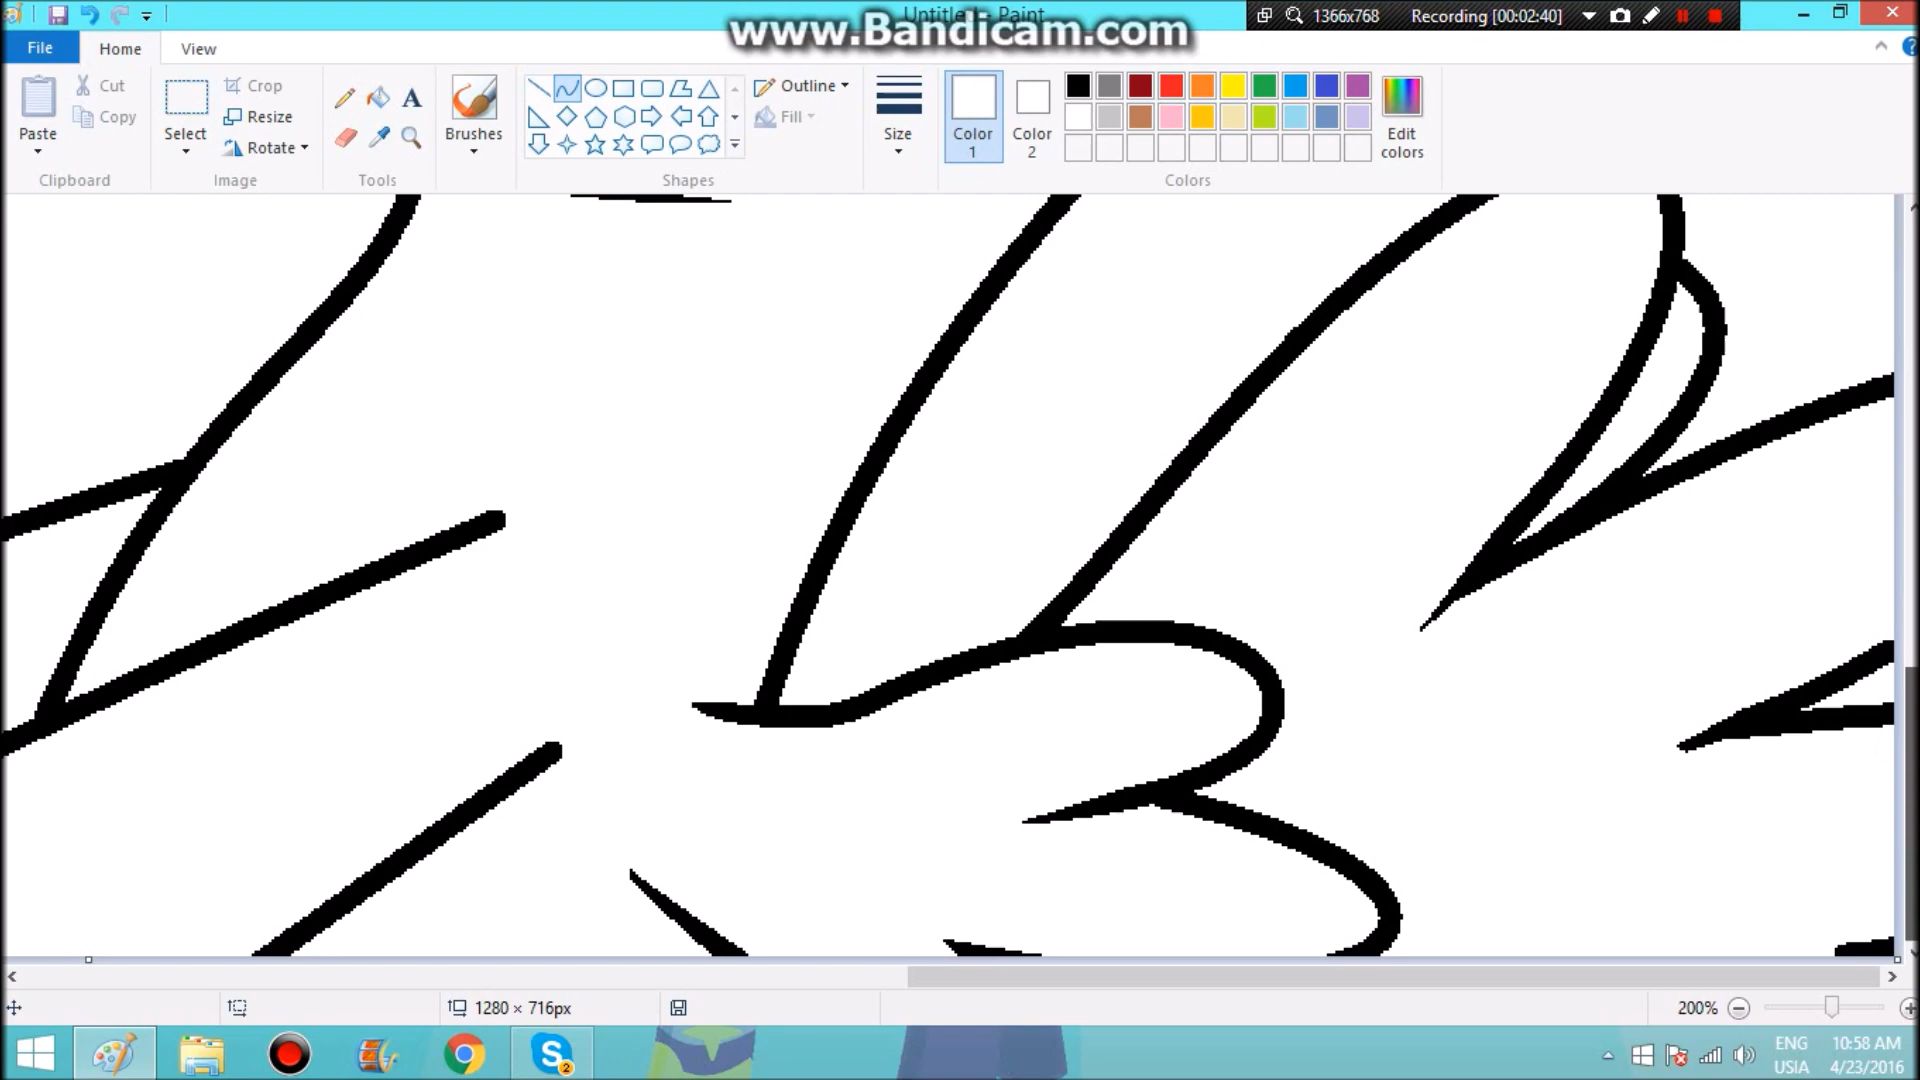 Untitled - Paint
www.Bandicam.com
1366x768 Recording [00:02:40]
File Home View
Paste
Cut
Copy
Clipboard
Select
Crop
Resize
Rotate
Image
A
Tools
Brushes
Outline
Fill
Shapes
Size
Color 1
Color 2
Edit colors
Colors
1280 × 716px
200%
S 2
ENG
USIA
10:58 AM
4/23/2016